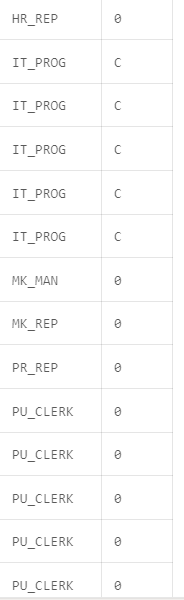 HR_REP 0
IT_PROG C
IT_PROG C
IT_PROG C
IT_PROG C
IT_PROG C
MK_MAN 0
MK_REP 0
PR_REP 0
PU_CLERK 0
PU_CLERK 0
PU_CLERK 0
PU_CLERK 0
PU_CLERK 0